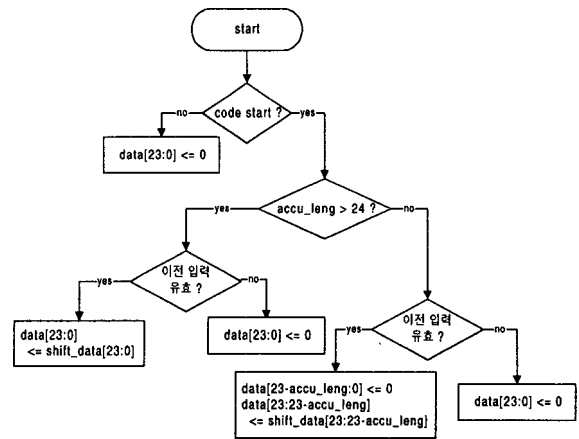 start
code start ?
no
yes
data[23:0] <= 0
accu_leng > 24 ?
yes
no
이전 입력
유효 ?
yes
no
data[23:0]
<= shift_data[23:0]
data[23:0] <= 0
이전 입력
유효 ?
yes
no
data[23-accu_leng:0] <= 0
data[23:23-accu_leng]
<= shift_data[23:23-accu_leng}
data[23:0] <= 0